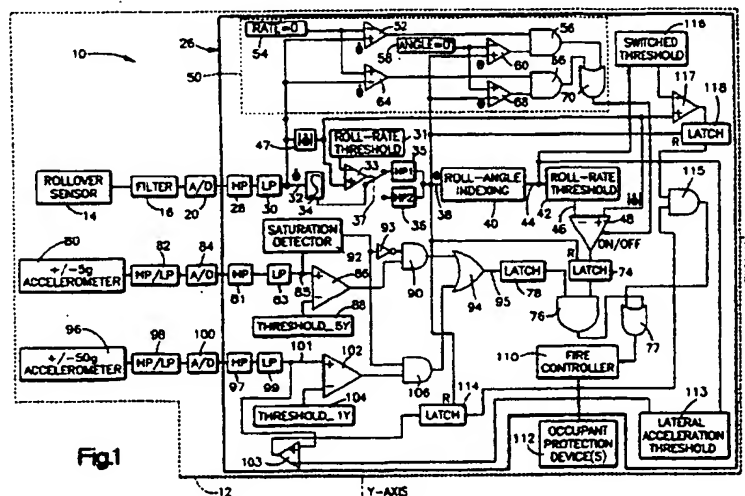 10
26
50
RATE=0
54
52
ANGLE=0
58
60
56
66
64
68
70
SWITCHED THRESHOLD
116
117
LATCH
118
R
47
|ẋ|
ROLL-RATE THRESHOLD
31
33
35
MP1
MP2
36
37
38
ROLL-ANGLE INDEXING
40
44
ROLL-RATE THRESHOLD
42
46
48
ON/OFF
115
ROLLOVER SENSOR
14
FILTER
16
A/D
20
HP
28
LP
30
32
34
SATURATION DETECTOR
92
93
90
94
95
LATCH
78
R
LATCH
74
76
77
+/-5g ACCELEROMETER
80
HP/LP
82
A/D
84
HP
81
LP
83
85
86
THRESHOLD_5Y
88
+/-50g ACCELEROMETER
96
HP/LP
98
A/D
100
HP
97
LP
99
101
102
THRESHOLD_1Y
104
106
R
LATCH
114
110
FIRE CONTROLLER
OCCUPANT PROTECTION DEVICE(S)
112
113
LATERAL ACCELERATION THRESHOLD
103
Fig.1
12
Y-AXIS